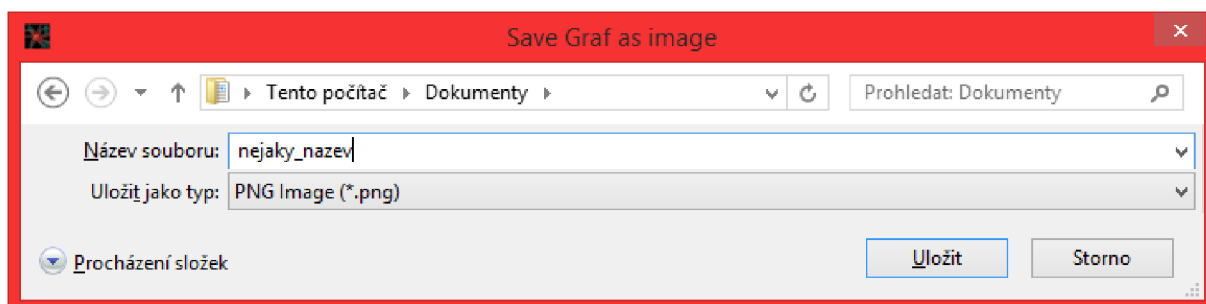 Save Graf as image
Tento počítač Dokumenty Prohledat: Dokumenty
Název souboru: nejaky_nazev
Uložit jako typ: PNG Image (*.png)
Procházení složek Uložit Storno